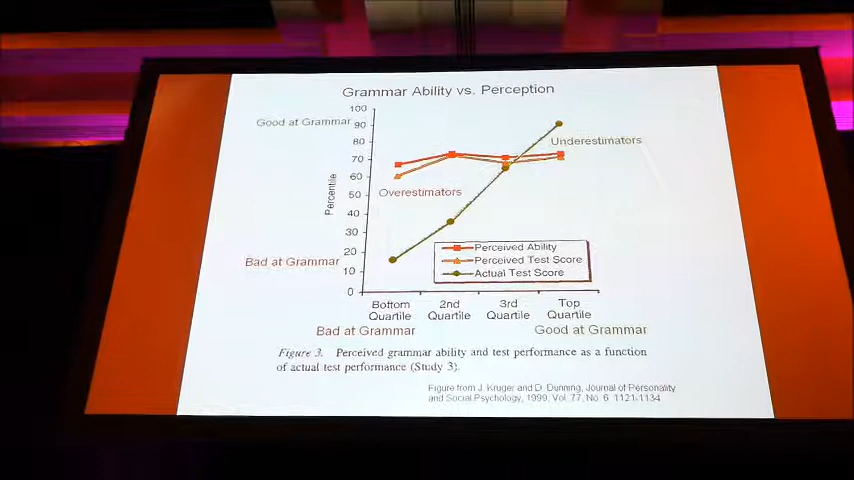 Grammar Ability vs. Perception
100
Good at Grammar 90
80
Underestimators
70
60
Overestimators
50
Percentile
40
30
20
Bad at Grammar
10
0
Perceived Ability
Perceived Test Score
Actual Test Score
Bottom Quartile
2nd Quartile
3rd Quartile
Top Quartile
Bad at Grammar
Good at Grammar
Figure 3. Perceived grammar ability and test performance as a function
of actual test performance (Study 3).
Figure from J. Kruger and D. Dunning, Journal of Personality
and Social Psychology, 1999, Vol. 77, No. 6. 1121-1134